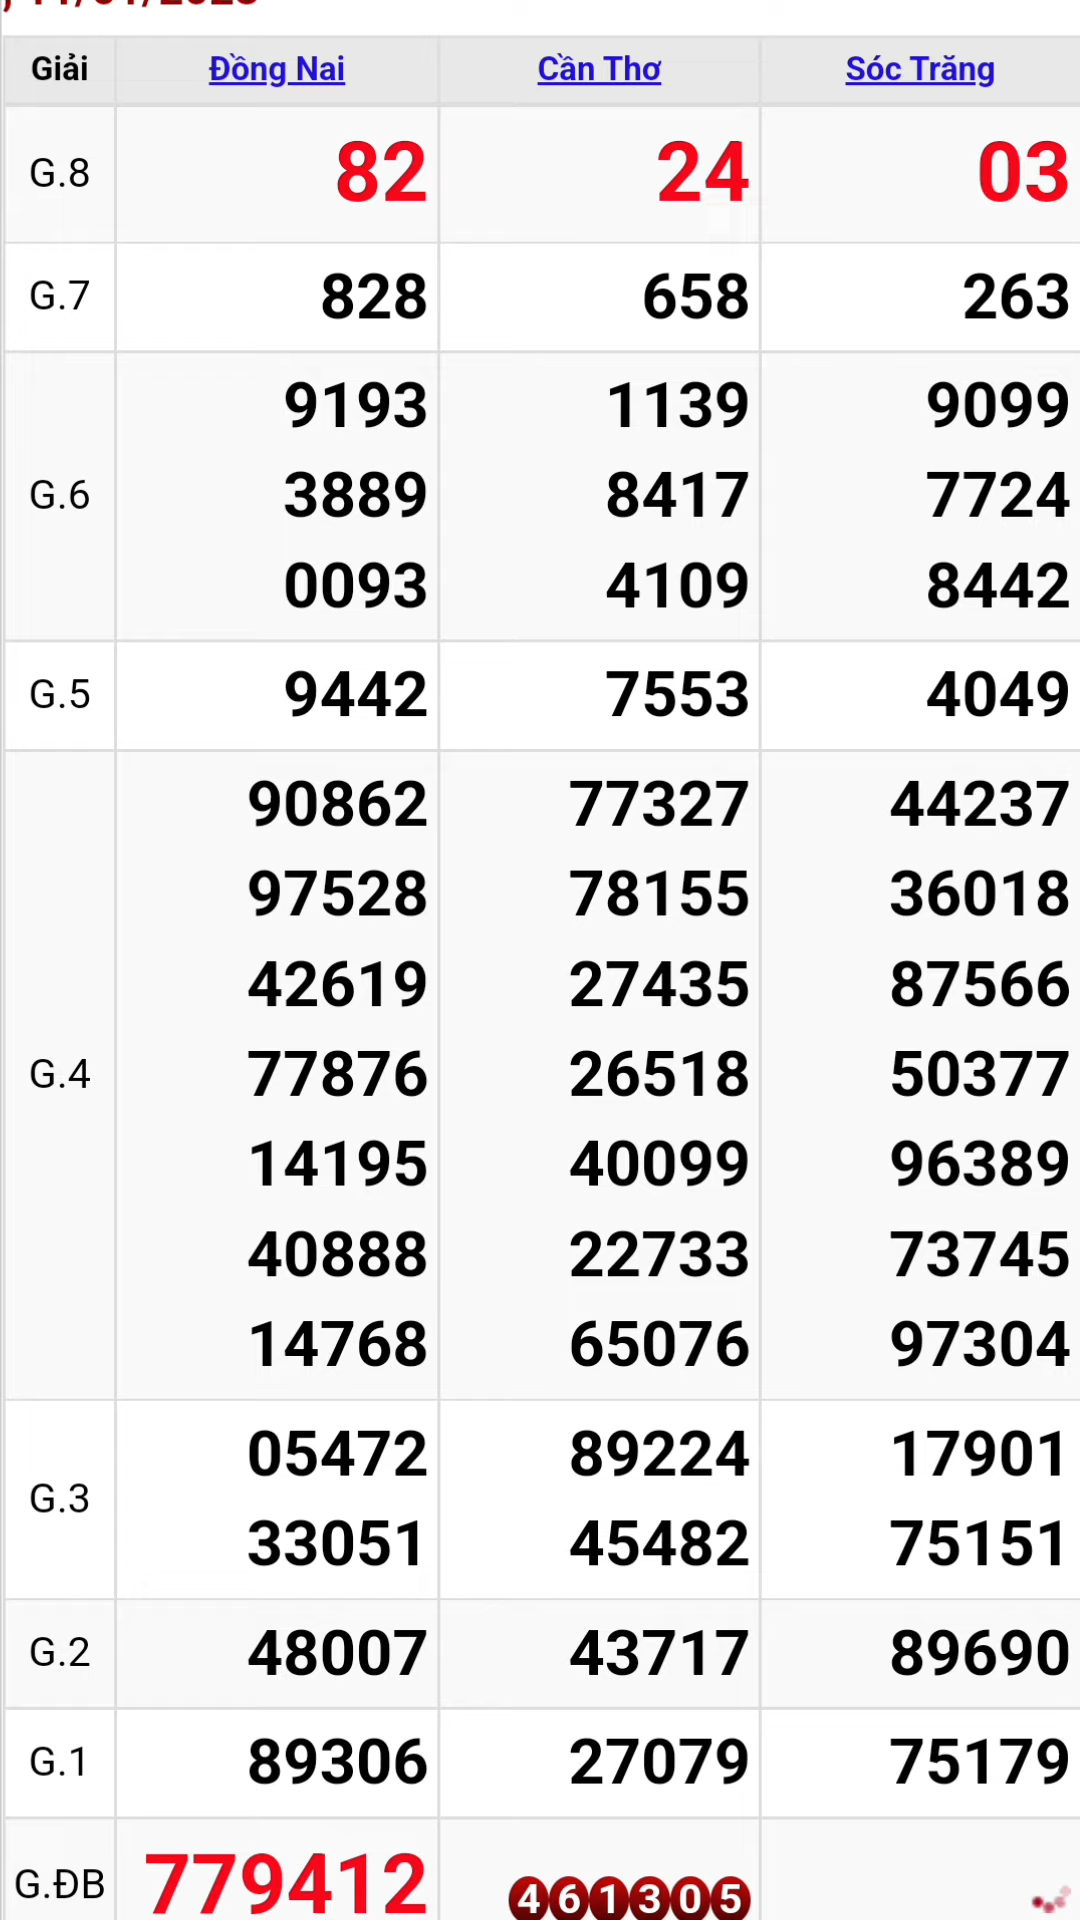 Giải Đồng Nai Cần Thơ Sóc Trăng
G.8 82 24 03
G.7 828 658 263
9193 1139 9099
G.6 3889 8417 7724
0093 4109 8442
G.5 9442 7553 4049
90862 77327 44237
97528 78155 36018
42619 27435 87566
G.4 77876 26518 50377
14195 40099 96389
40888 22733 73745
14768 65076 97304
G.3
05472 89224 17901
33051 45482 75151
G.2 48007 43717 89690
G.1 89306 27079 75179
G.ĐB 779412 461305